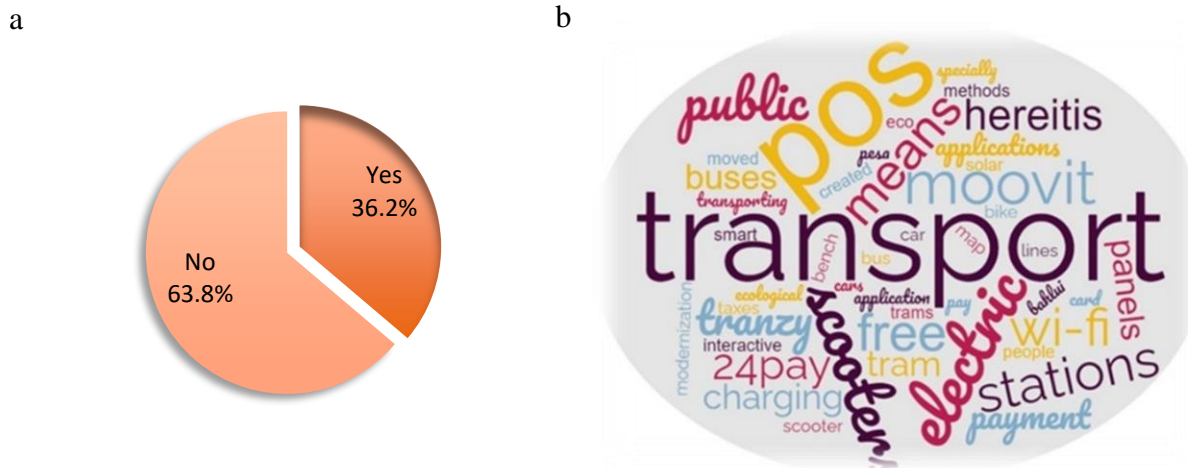 a
b
Yes
36.2%
No
63.8%
specially
methods
public
pos
eco
means
hereitis
pesa
applications
solar
moved
buses
created
moovit
transporting
bike
transport
smart
car
map
lines
bench
bus
panels
cars
ecological
application
pay
bahlui
card
taxes
trams
modernization
tranzy
scooter
free
electric
wi-fi
interactive
people
24pay
tram
stations
charging
payment
scooter